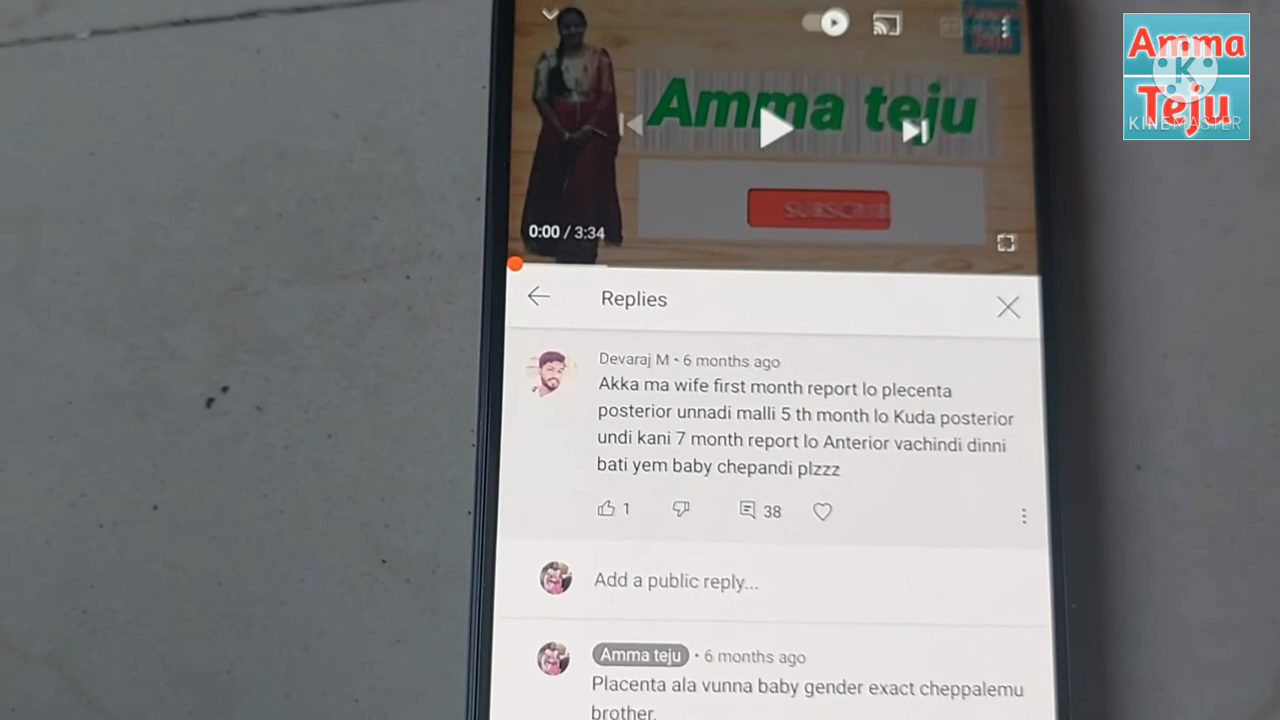 Amma
Teju
K
KINEMASTER
Amma teju
SUBSCRIB
0:00 / 3:34
Replies
Devaraj M • 6 months ago
Akka ma wife first month report lo plecenta
posterior unnadi malli 5 th month lo Kuda posterior
undi kani 7 month report lo Anterior vachindi dinni
bati yem baby chepandi plzzz
1
38
Add a public reply...
Amma teju • 6 months ago
Placenta ala vunna baby gender exact cheppalemu
brother.